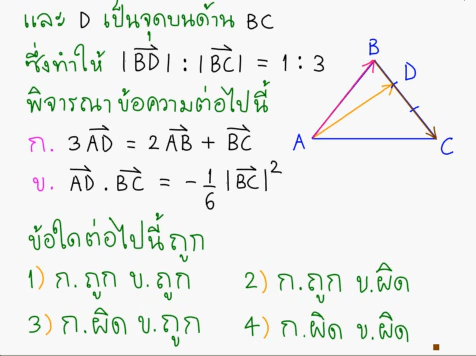 และ D เป็นจุดบนด้าน BC
ซึ่งทำให้ |BD⃗| : |BC⃗| = 1 : 3
พิจารณาข้อความต่อไปนี้
ก. 3AD⃗ = 2AB⃗ + BC⃗
ข. AD⃗ . BC⃗ = -1/6 |BC⃗|²
ข้อใดต่อไปนี้ถูก
1) ก.ถูก ข.ถูก
2) ก.ถูก ข.ผิด
3) ก.ผิด ข.ถูก
4) ก.ผิด ข.ผิด
B
D
A
C